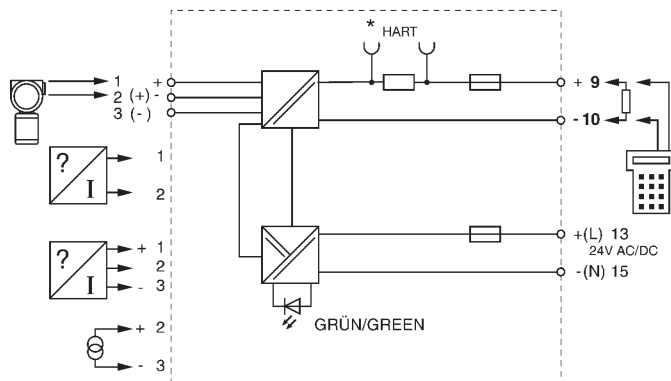 * HART
1 +
2 (+) -
3 (-)
+ 9
- 10
? I
1
2
? I
+ 1
2
- 3
+(L) 13
24V AC/DC
-(N) 15
GRÜN/GREEN
+ 2
- 3